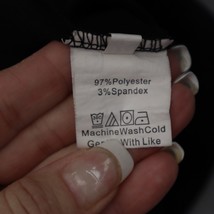 97%Polyester
3%Spandex
MachineWashCold
With Like